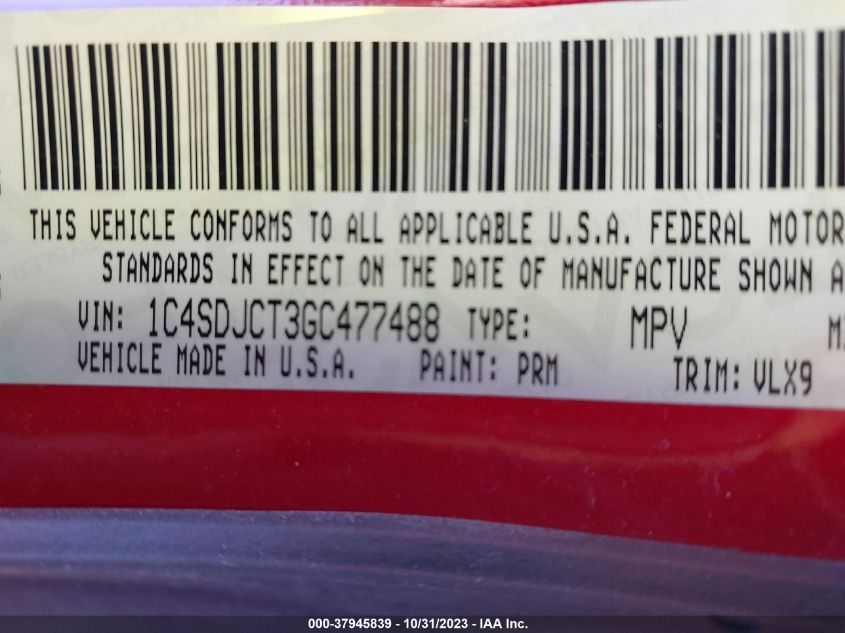 THIS VEHICLE CONFORMS TO ALL APPLICABLE U.S.A. FEDERAL MOTOR
STANDARDS IN EFFECT ON THE DATE OF MANUFACTURE SHOWN A
VIN: 1C4SDJCT3GC477488 TYPE: MPV
VEHICLE MADE IN U.S.A. PAINT: PRM TRIM: VLX9
000-37945839 - 10/31/2023 - IAA Inc.